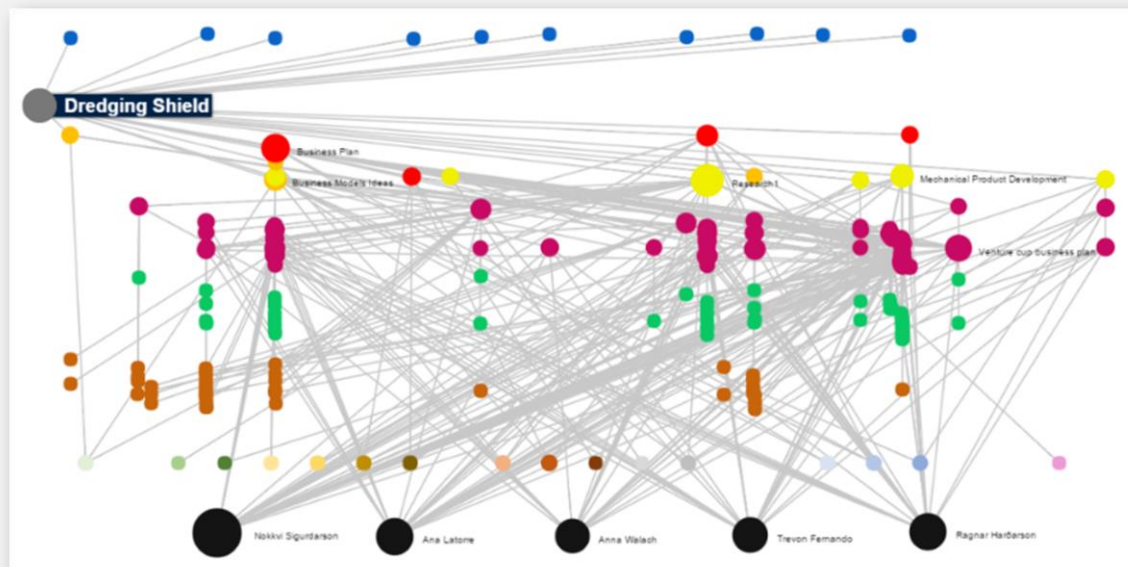 Dredging Shield
Business Plan
Business Models Ideas
Research1
Mechanical Product Development
Venture cup business plan
Nokkvi Sigurdarson
Ana Latorre
Anna Walach
Trevon Fernando
Ragnar Harðarson